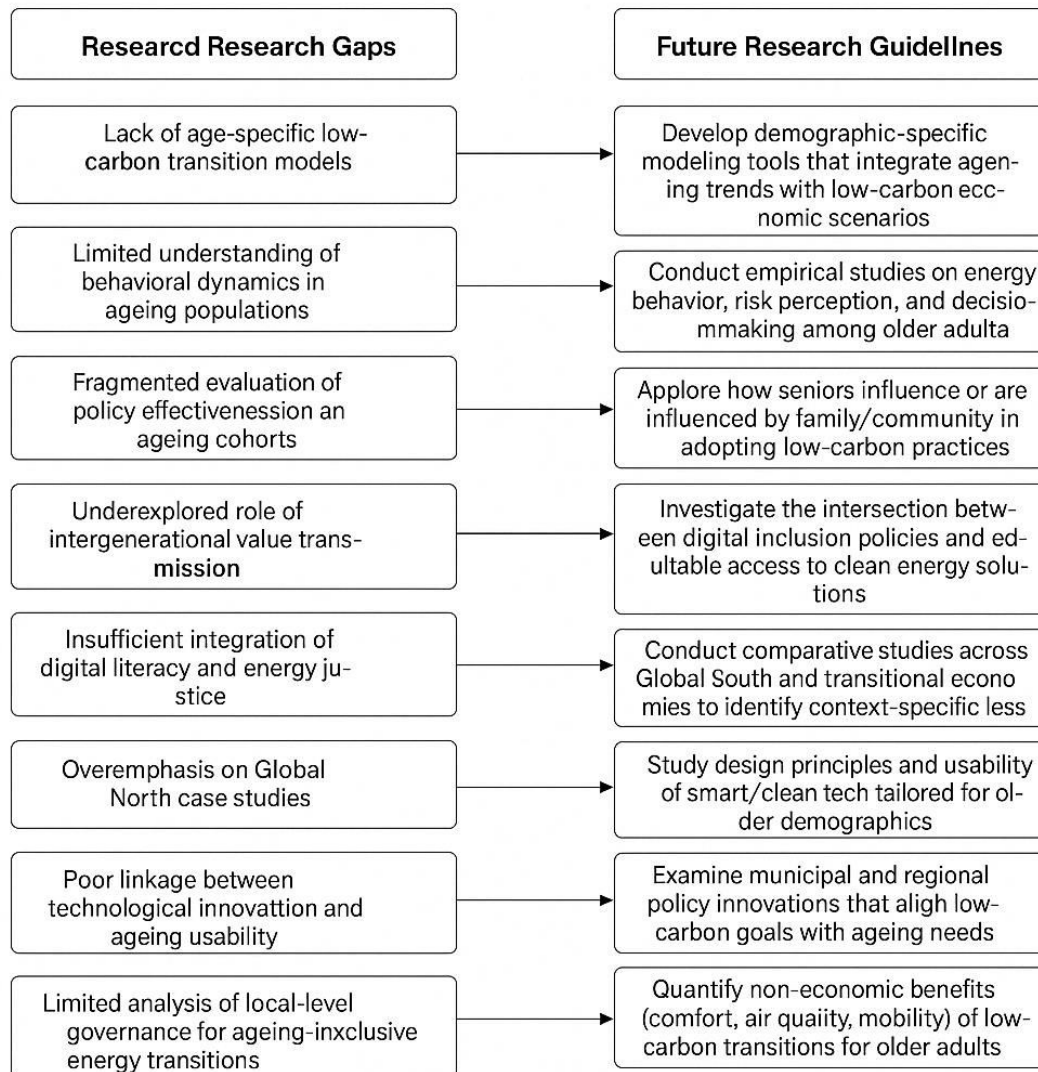 Researcd Research Gaps
Future Research Guidellnes
Lack of age-specific low-
carbon transition models
Develop demographic-specific
modeling tools that integrate agen-
ing trends with low-carbon ecc-
nomic scenarios
Limited understanding of
behavioral dynamics in
ageing populations
Conduct empirical studies on energy
behavior, risk perception, and decisio-
mmaking among older adulta
Fragmented evaluation of
policy effectivenession an
ageing cohorts
Applore how seniors influence or are
influenced by family/community in
adopting low-carbon practices
Underexplored role of
intergenerational value trans-
mission
Investigate the intersection betw-
een digital inclusion policies and ed-
ultable access to clean energy solu-
tions
Insufficient integration of
digital literacy and energy ju-
stice
Conduct comparative studies across
Global South and transitional econo
mies to identify context-specific less
Overemphasis on Global
North case studies
Study design principles and usability
of smart/clean tech tailored for ol-
der demographics
Poor linkage between
technological innovattion and
ageing usability
Examine municipal and regional
policy innovations that aligh low-
carbon goals with ageing needs
Limited analysis of local-level
governance for ageing-inxclusive
energy transitions
Quantify non-economic benefits
(comfort, air quaiity, mobility) of low-
carbon transitions for older adults